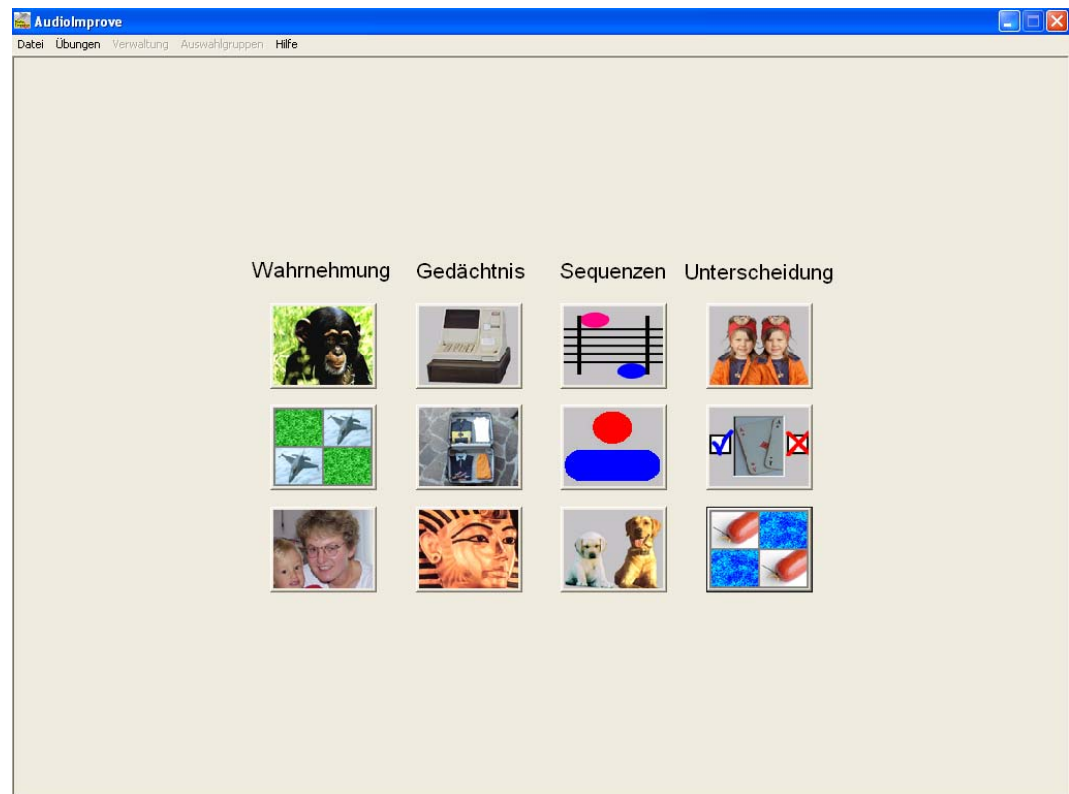 AudioImprove
Datei Übungen Verwaltung Auswahlgruppen Hilfe
Wahrnehmung Gedächtnis Sequenzen Unterscheidung